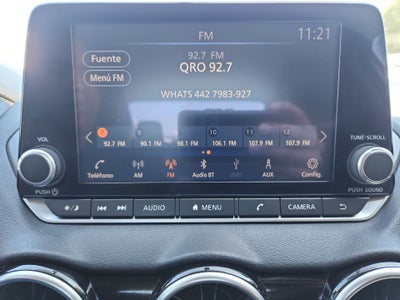 FM 11:21
Fuente
92.7 FM
QRO 92.7
Menú FM
WHATS 442 7983-927
7 8 9 10 11 12
92.7 FM 90.1 FM 98.1 FM 106.1 FM 107.9 FM 107.9 FM
VOL TUNE•SCROLL
Teléfono AM FM Audio BT USB1 AUX Config.
PUSH PUSH SOUND
AUDIO MENU CAMERA